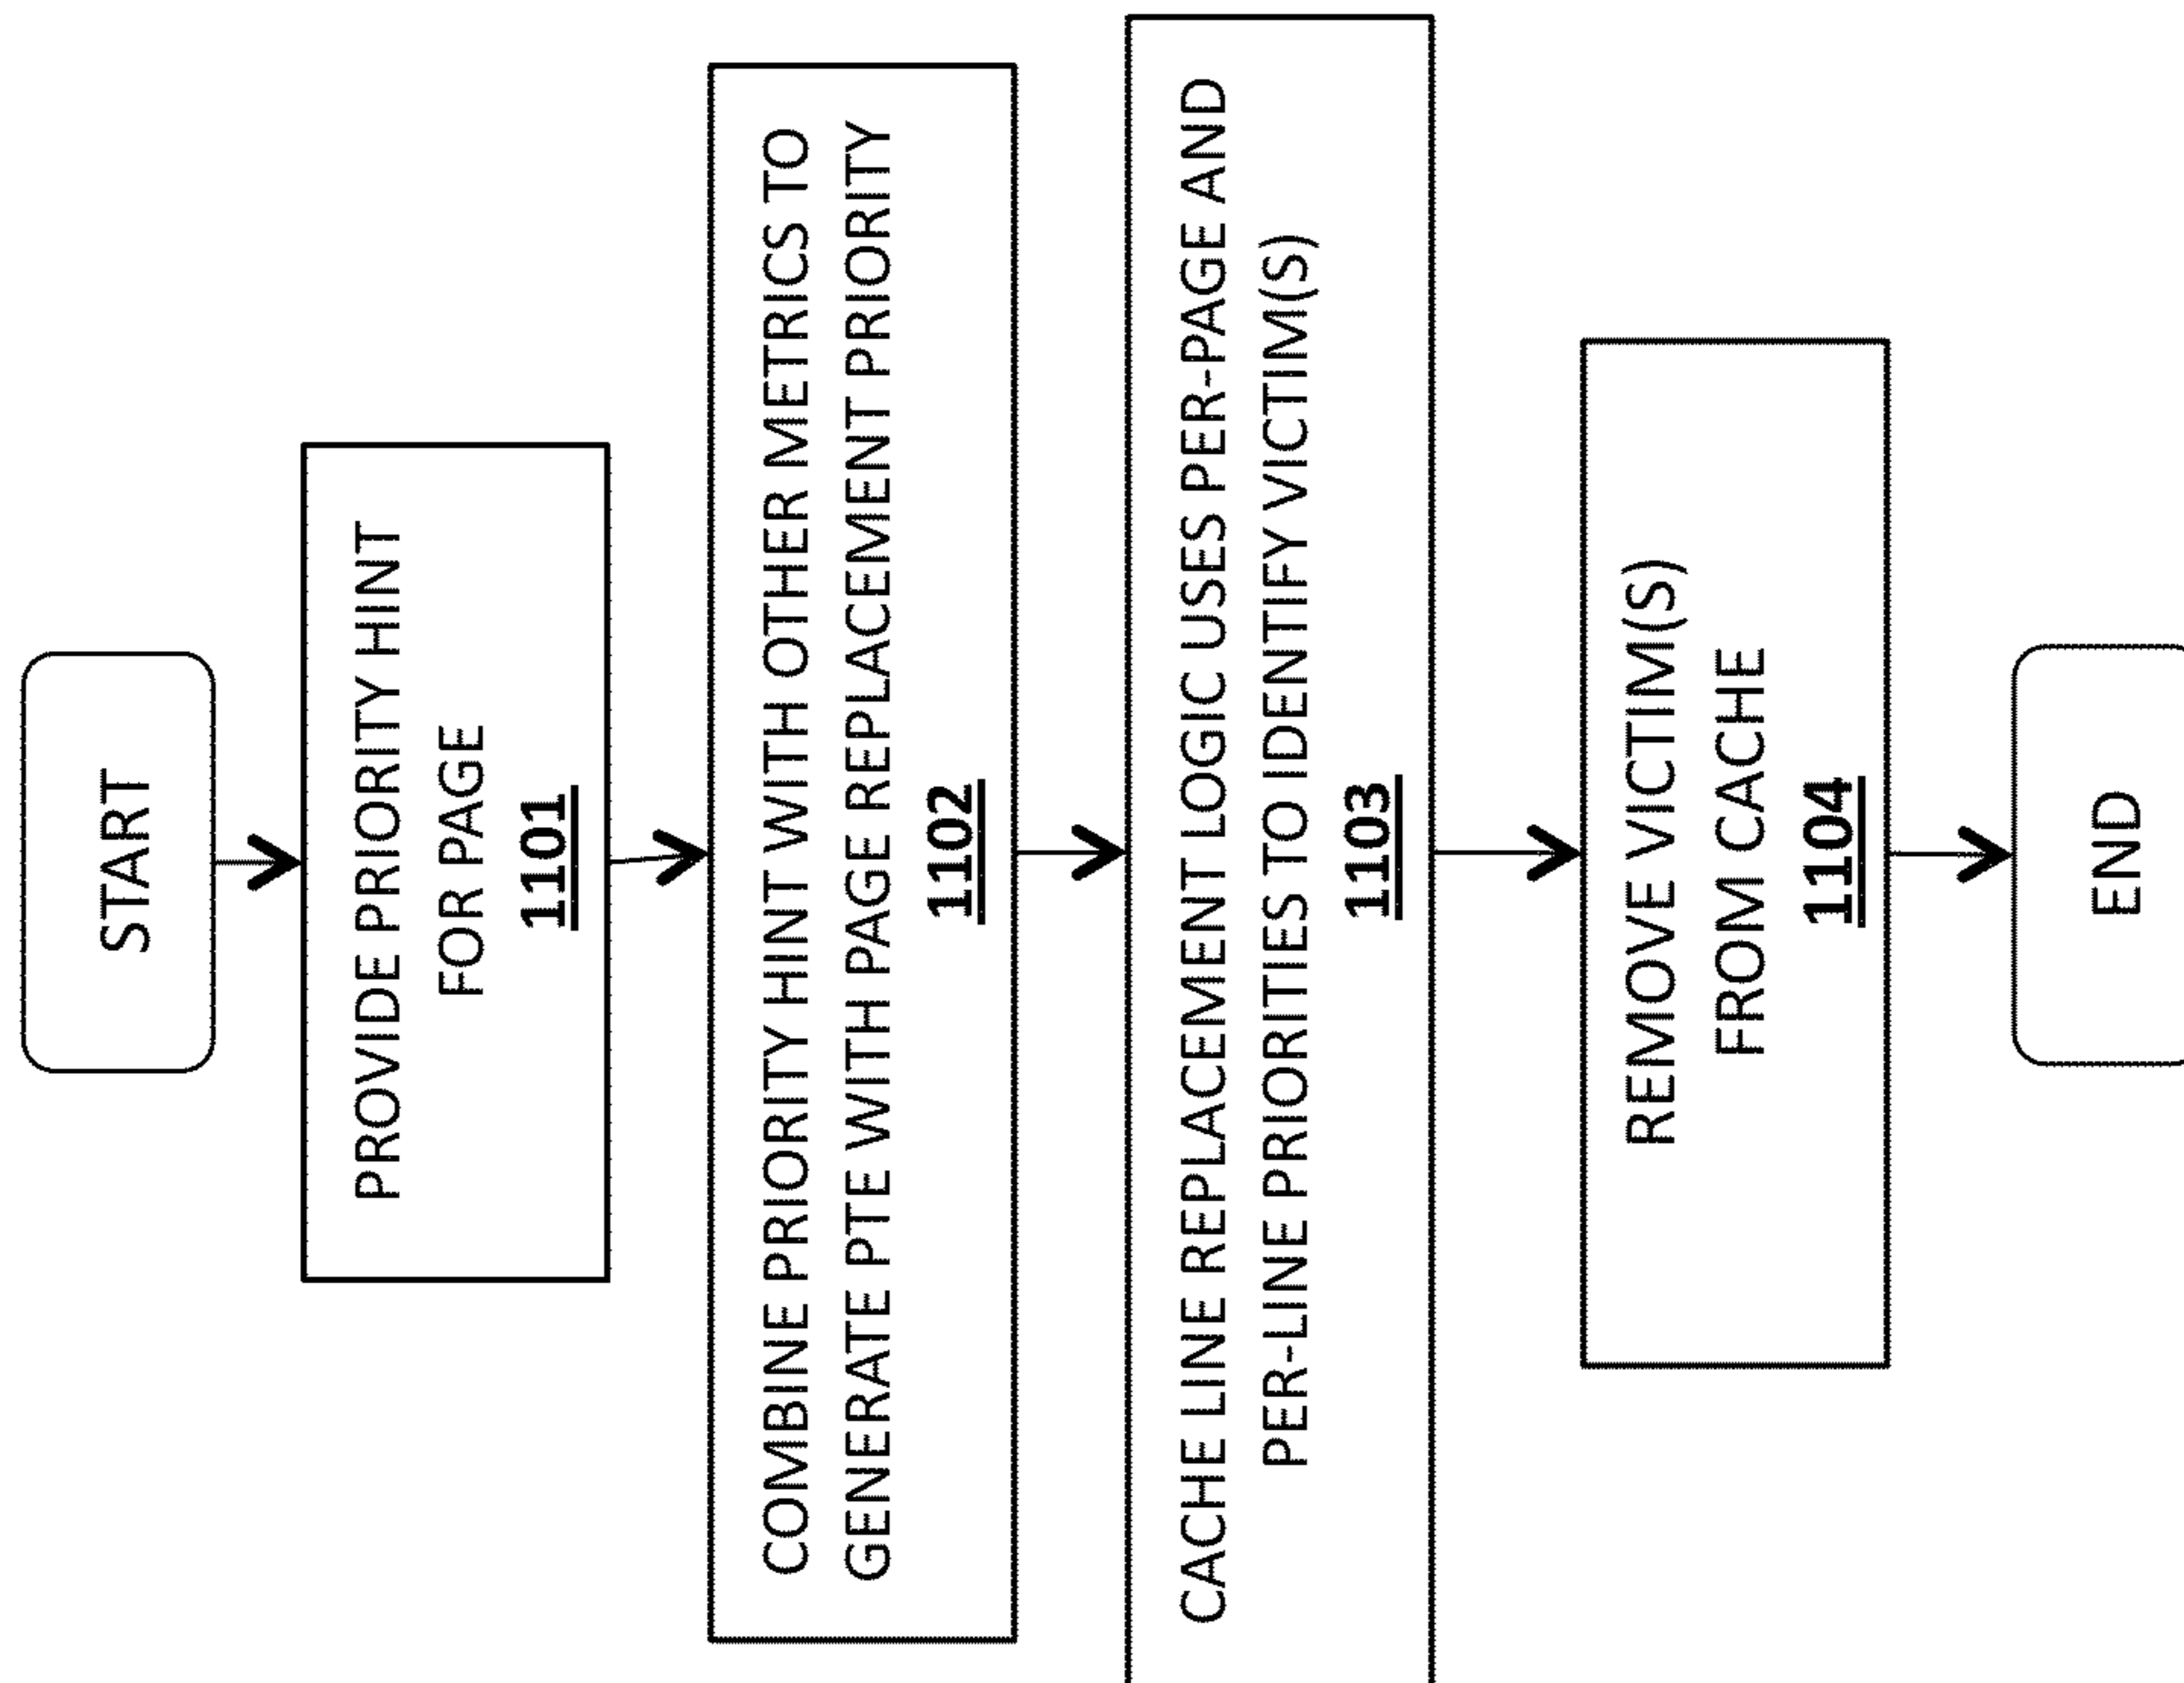 START
PROVIDE PRIORITY HINT
FOR PAGE
1101
COMBINE PRIORITY HINT WITH OTHER METRICS TO
GENERATE PTE WITH PAGE REPLACEMENT PRIORITY
1102
CACHE LINE REPLACEMENT LOGIC USES PER-PAGE AND
PER-LINE PRIORITIES TO IDENTIFY VICTIM(S)
1103
REMOVE VICTIM(S)
FROM CACHE
1104
END